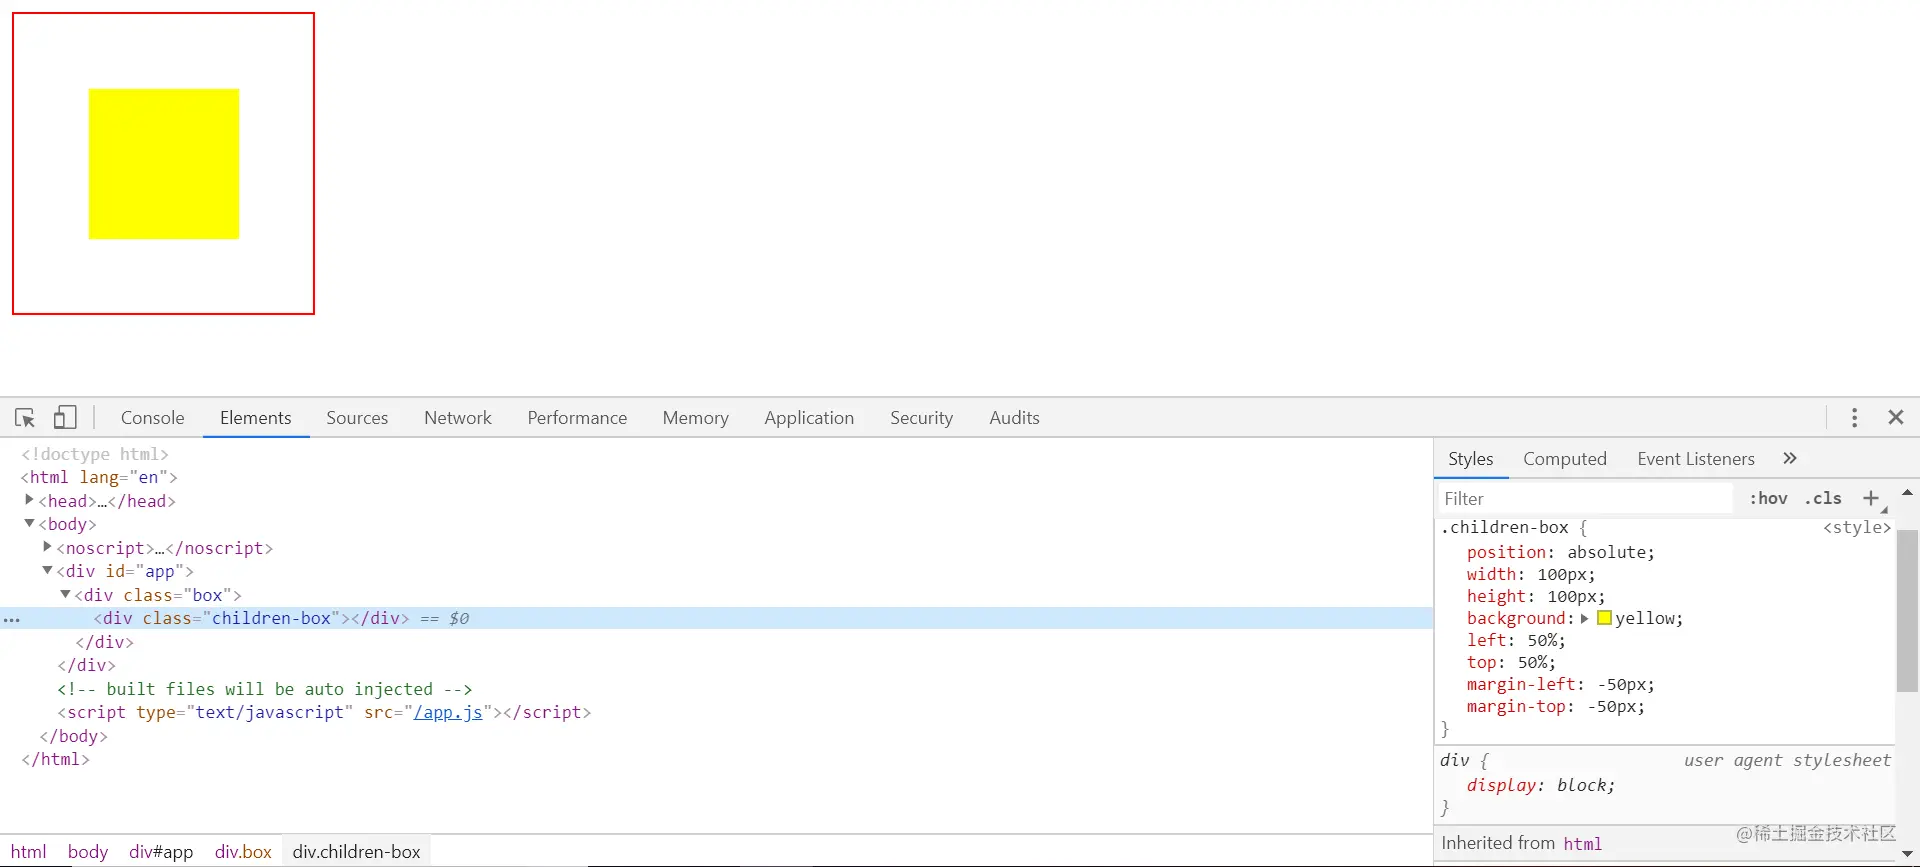 Console Elements Sources Network Performance Memory Application Security Audits
<!doctype html>
<html lang="en">
<head>…</head>
<body>
<noscript>…</noscript>
<div id="app">
<div class="box">
<div class="children-box"></div> == $0
</div>
</div>
<!-- built files will be auto injected -->
<script type="text/javascript" src="/app.js"></script>
</body>
</html>
html body div#app div.box div.children-box
Styles Computed Event Listeners »
Filter :hov .cls +
.children-box { <style>
position: absolute;
width: 100px;
height: 100px;
background: yellow;
left: 50%;
top: 50%;
margin-left: -50px;
margin-top: -50px;
}
div { user agent stylesheet
display: block;
}
Inherited from html
@稀土掘金技术社区